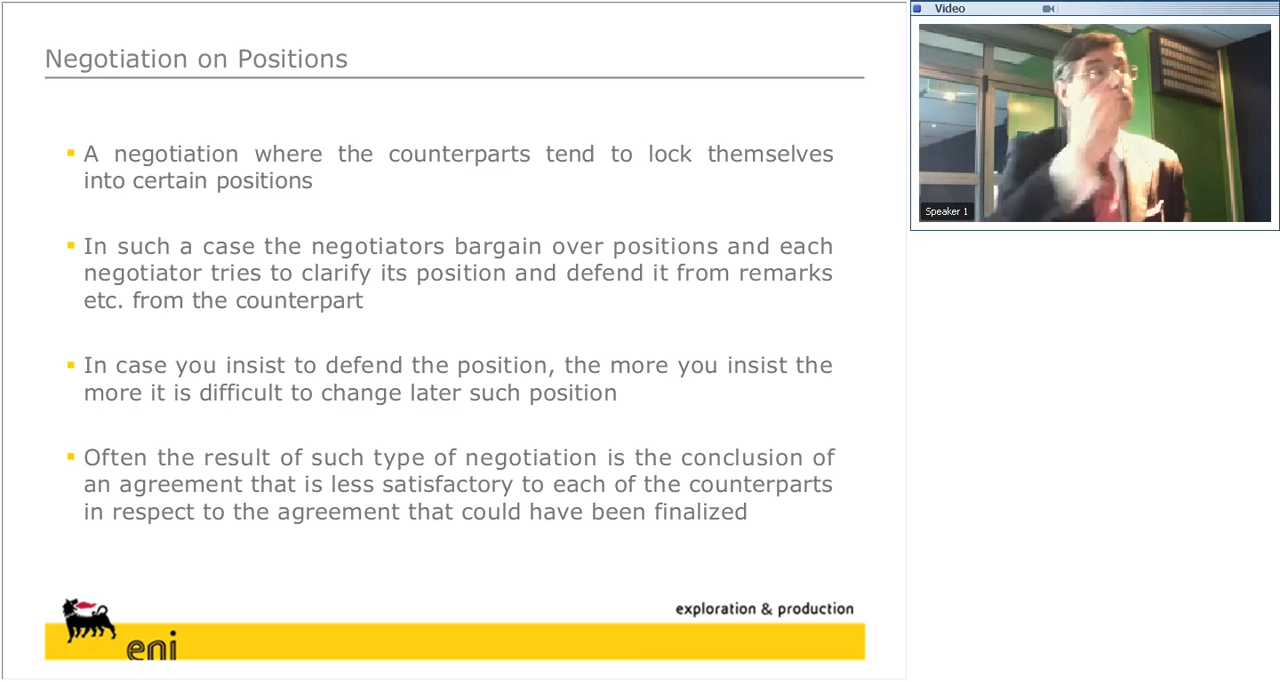 Negotiation on Positions
A negotiation where the counterparts tend to lock themselves
into certain positions
In such a case the negotiators bargain over positions and each
negotiator tries to clarify its position and defend it from remarks
etc. from the counterpart
In case you insist to defend the position, the more you insist the
more it is difficult to change later such position
Often the result of such type of negotiation is the conclusion of
an agreement that is less satisfactory to each of the counterparts
in respect to the agreement that could have been finalized
exploration & production
eni
Video
Speaker 1